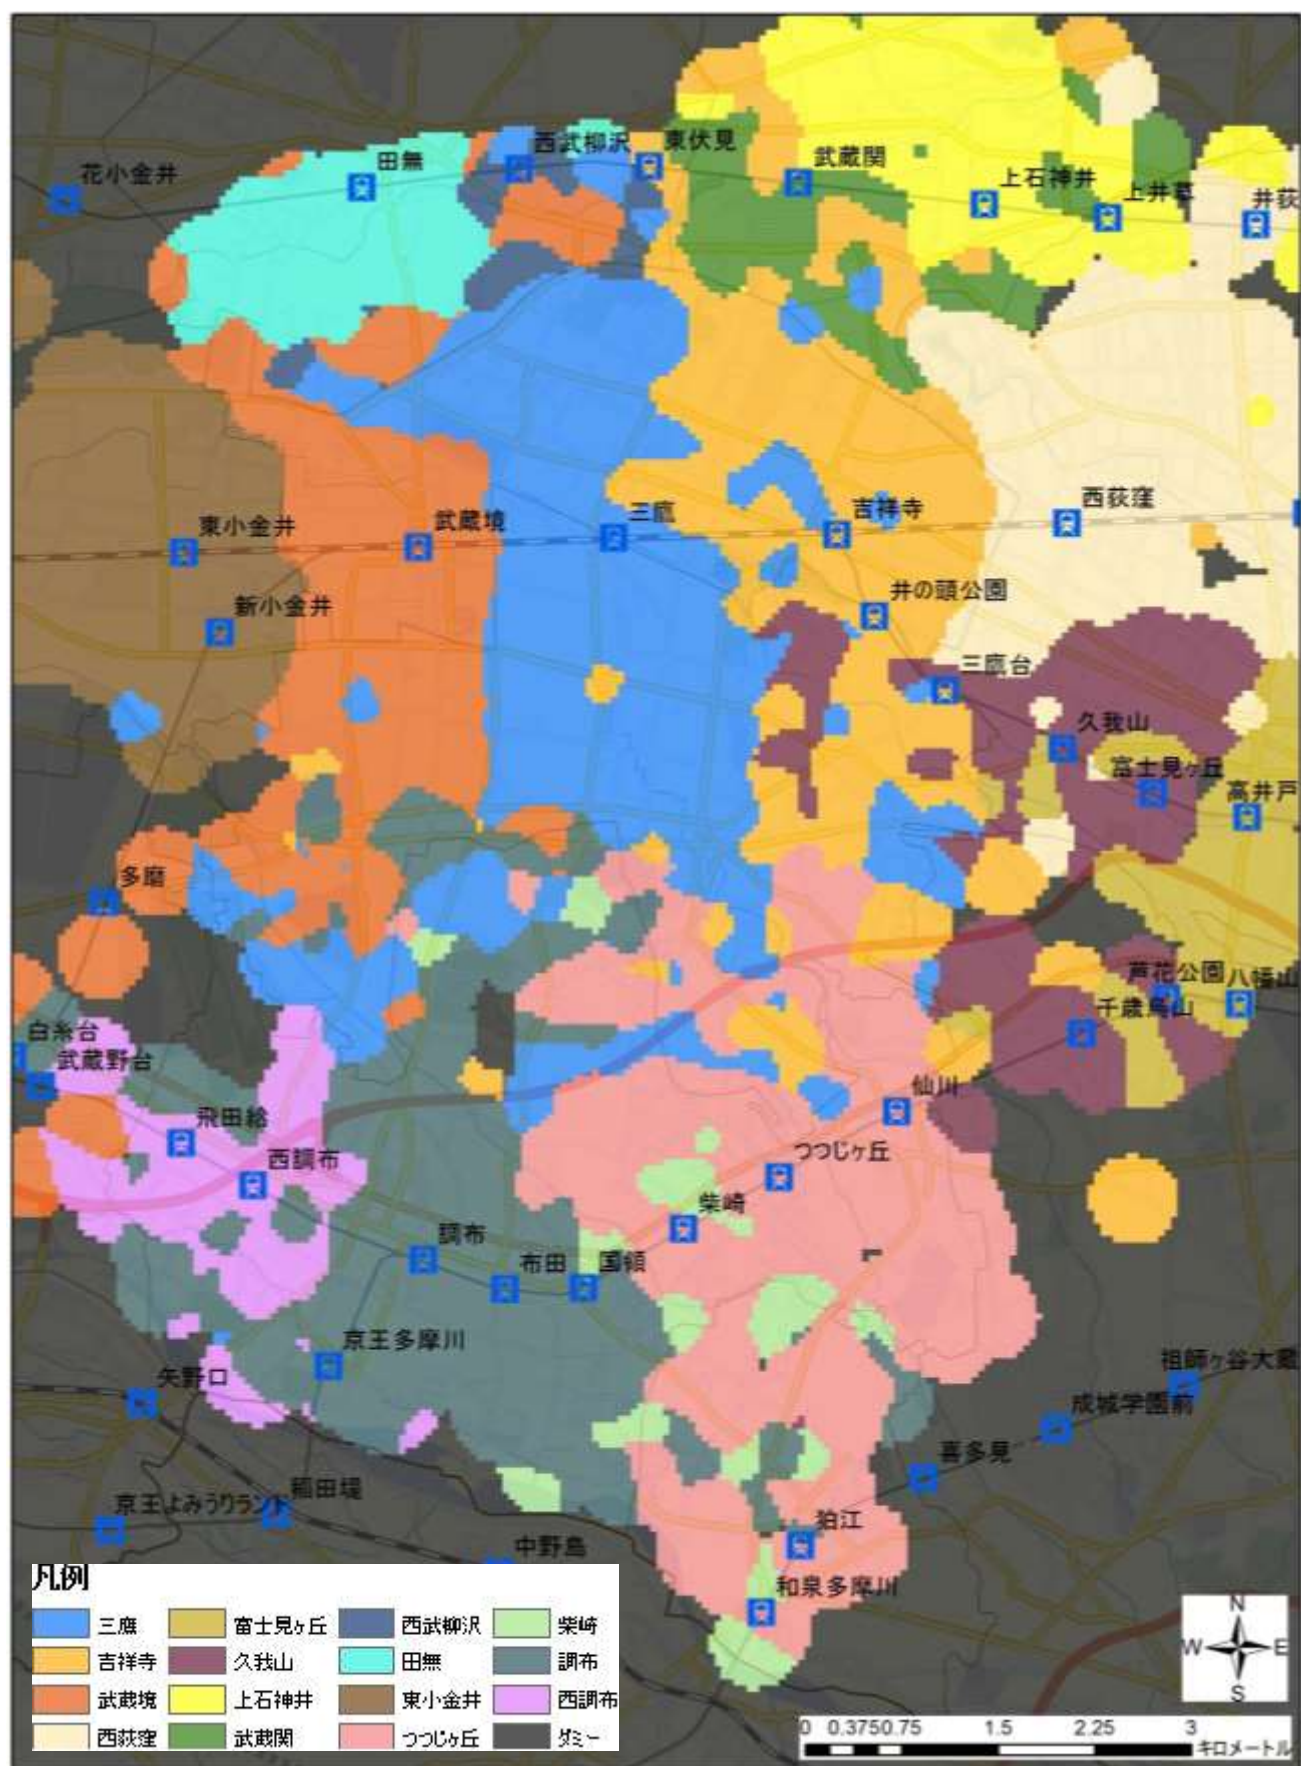 西武柳沢
東伏見
田無
武蔵関
花小金井
上石神井
上井草
井荻
三鷹
吉祥寺
西荻窪
東小金井
武蔵境
新小金井
井の頭公園
三鷹台
久我山
富士見ヶ丘
高井戸
多磨
芦花公園
八幡山
千歳烏山
白糸台
武蔵野台
仙川
飛田給
西調布
つつじヶ丘
柴崎
調布
布田
国領
京王多摩川
矢野口
祖師ヶ谷大蔵
成城学園前
喜多見
京王よみうりランド
稲田堤
狛江
中野島
和泉多摩川
凡例
三鷹 富士見ヶ丘 西武柳沢 柴崎
吉祥寺 久我山 田無 調布
武蔵境 上石神井 東小金井 西調布
西荻窪 武蔵関 つつじヶ丘 ダミー
N
W E
S
0 0.3750.75 1.5 2.25 3
キロメートル